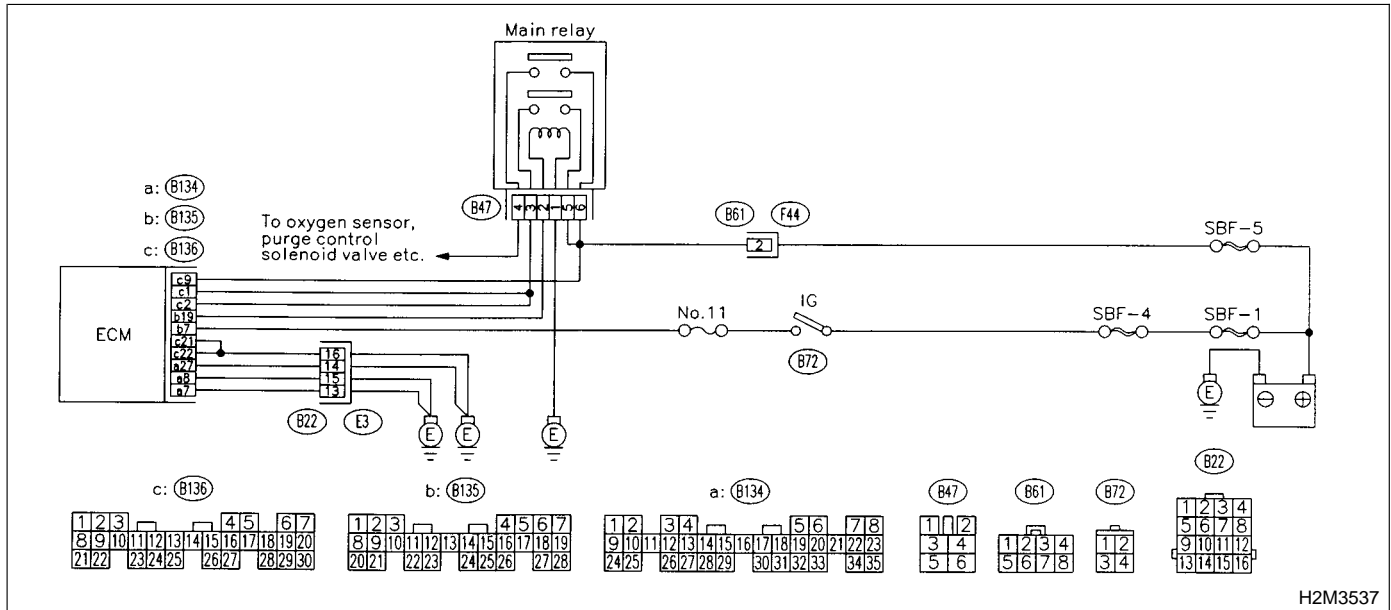 Main relay
a: B134
b: B135
c: B136
B47
4 3 2 1 5 6
To oxygen sensor,
purge control
solenoid valve etc.
B61 F44
2
SBF-5
ECM
c9
c1
c2
b19
b7
c21
c22
a27
a8
a7
No.11
IG
B72
SBF-4
SBF-1
16
14
15
13
B22 E3
E E E E
⊖ ⊕
c: B136
1 2 3 4 5 6 7
8 9 10 11 12 13 14 15 16 17 18 19 20
21 22 23 24 25 26 27 28 29 30
b: B135
1 2 3 4 5 6 7
8 9 10 11 12 13 14 15 16 17 18 19
20 21 22 23 24 25 26 27 28
a: B134
1 2 3 4 5 6 7 8
9 10 11 12 13 14 15 16 17 18 19 20 21 22 23
24 25 26 27 28 29 30 31 32 33 34 35
B47
1 2
3 4
5 6
B61
1 2 3 4
5 6 7 8
B72
1 2
3 4
B22
1 2 3 4
5 6 7 8
9 10 11 12
13 14 15 16
H2M3537